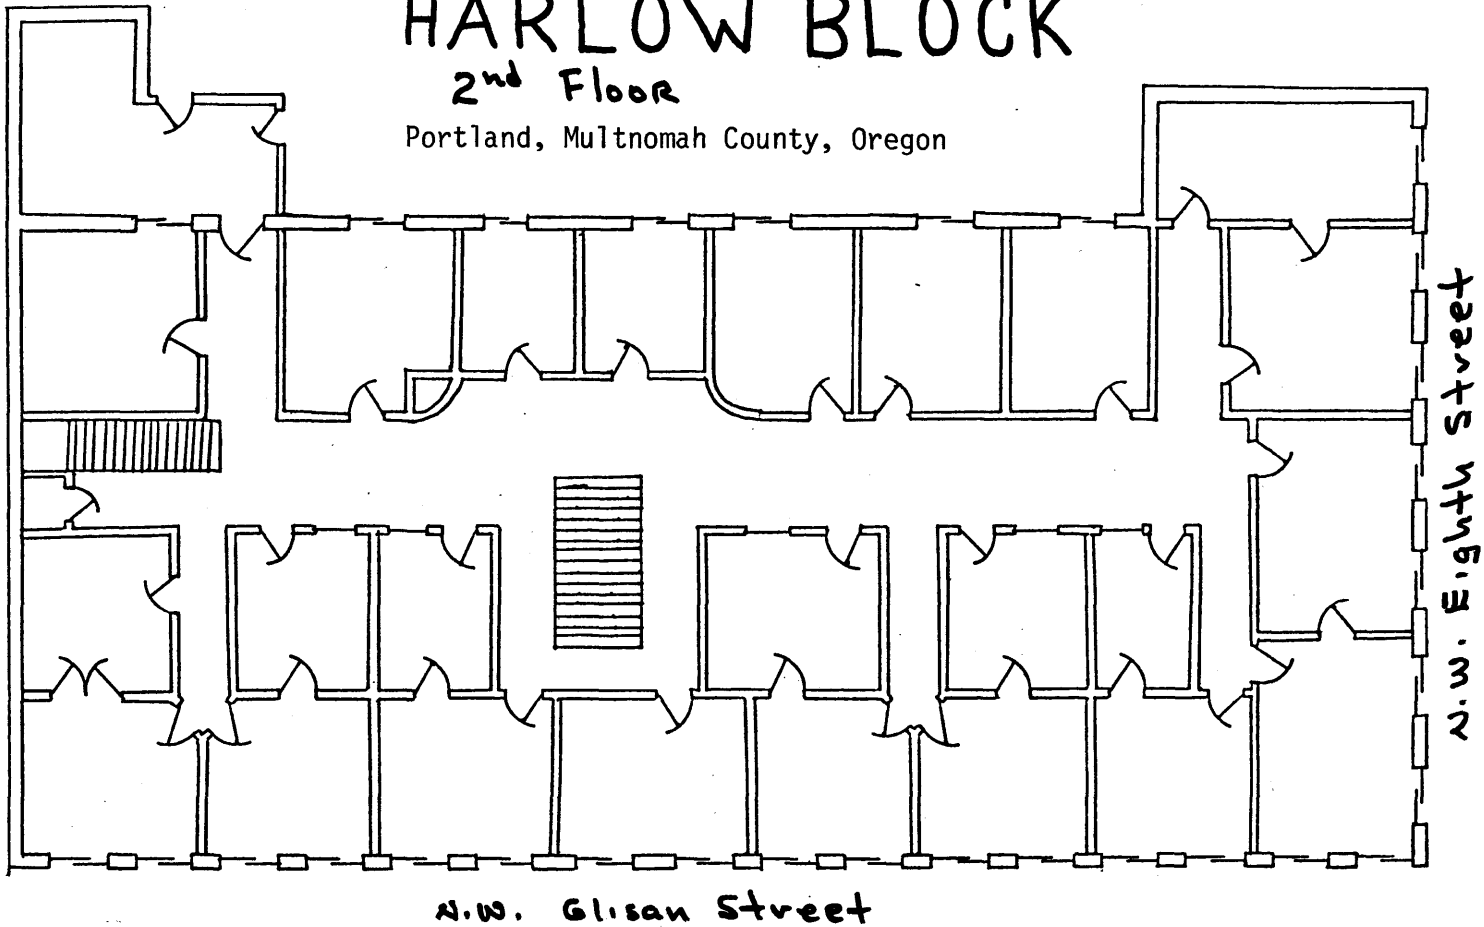 HARLOW BLOCK
2nd Floor
Portland, Multnomah County, Oregon
N.W. Eighth Street
N.W. Glisan Street